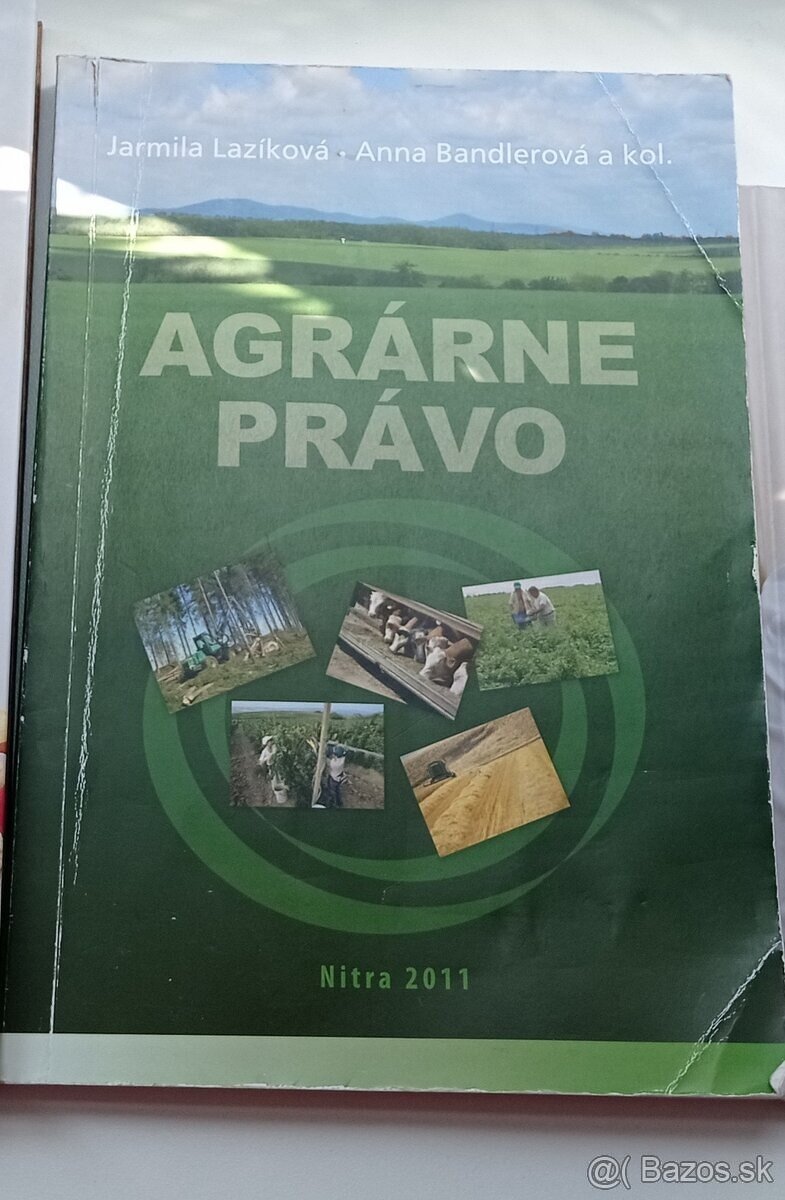 Jarmila Lazíková • Anna Bandlerová a kol.
AGRÁRNE
PRÁVO
Nitra 2011
@( Bazos.sk